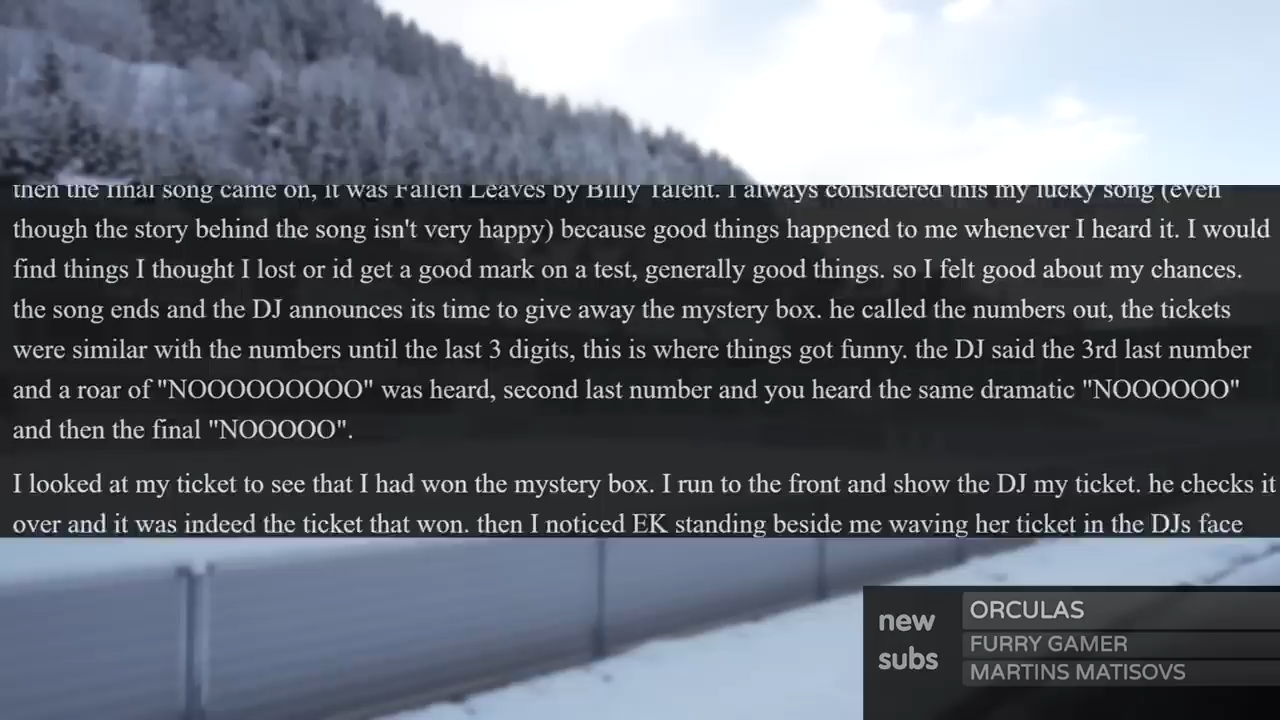 then the final song came on, it was Fallen Leaves by Billy Talent. I always considered this my lucky song (even
though the story behind the song isn't very happy) because good things happened to me whenever I heard it. I would
find things I thought I lost or id get a good mark on a test, generally good things. so I felt good about my chances.
the song ends and the DJ announces its time to give away the mystery box. he called the numbers out, the tickets
were similar with the numbers until the last 3 digits, this is where things got funny. the DJ said the 3rd last number
and a roar of "NOOOOOOOOO" was heard, second last number and you heard the same dramatic "NOOOOOO"
and then the final "NOOOOO".
I looked at my ticket to see that I had won the mystery box. I run to the front and show the DJ my ticket. he checks it
over and it was indeed the ticket that won. then I noticed EK standing beside me waving her ticket in the DJs face
new
subs
ORCULAS
FURRY GAMER
MARTINS MATISOVS